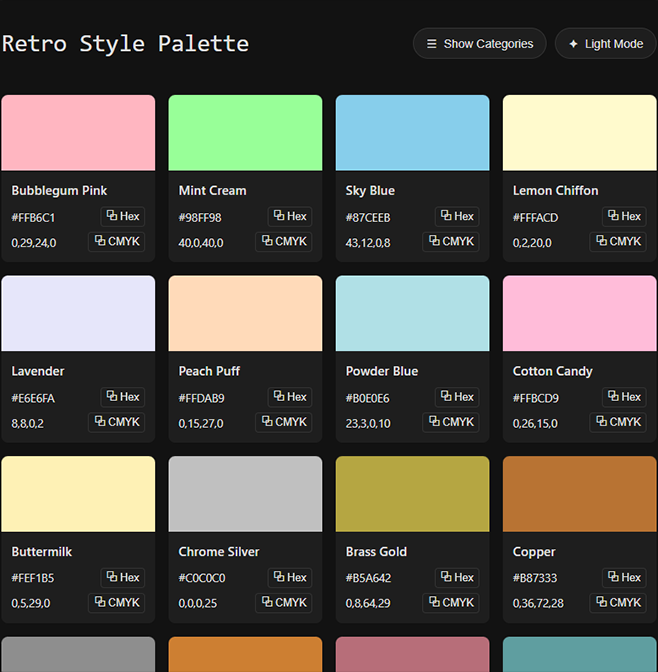 Retro Style Palette
☰ Show Categories
✦ Light Mode
Bubblegum Pink
#FFB6C1 Hex
0,29,24,0 CMYK
Mint Cream
#98FF98 Hex
40,0,40,0 CMYK
Sky Blue
#87CEEB Hex
43,12,0,8 CMYK
Lemon Chiffon
#FFFACD Hex
0,2,20,0 CMYK
Lavender
#E6E6FA Hex
8,8,0,2 CMYK
Peach Puff
#FFDAB9 Hex
0,15,27,0 CMYK
Powder Blue
#B0E0E6 Hex
23,3,0,10 CMYK
Cotton Candy
#FFBCD9 Hex
0,26,15,0 CMYK
Buttermilk
#FEF1B5 Hex
0,5,29,0 CMYK
Chrome Silver
#C0C0C0 Hex
0,0,0,25 CMYK
Brass Gold
#B5A642 Hex
0,8,64,29 CMYK
Copper
#B87333 Hex
0,36,72,28 CMYK